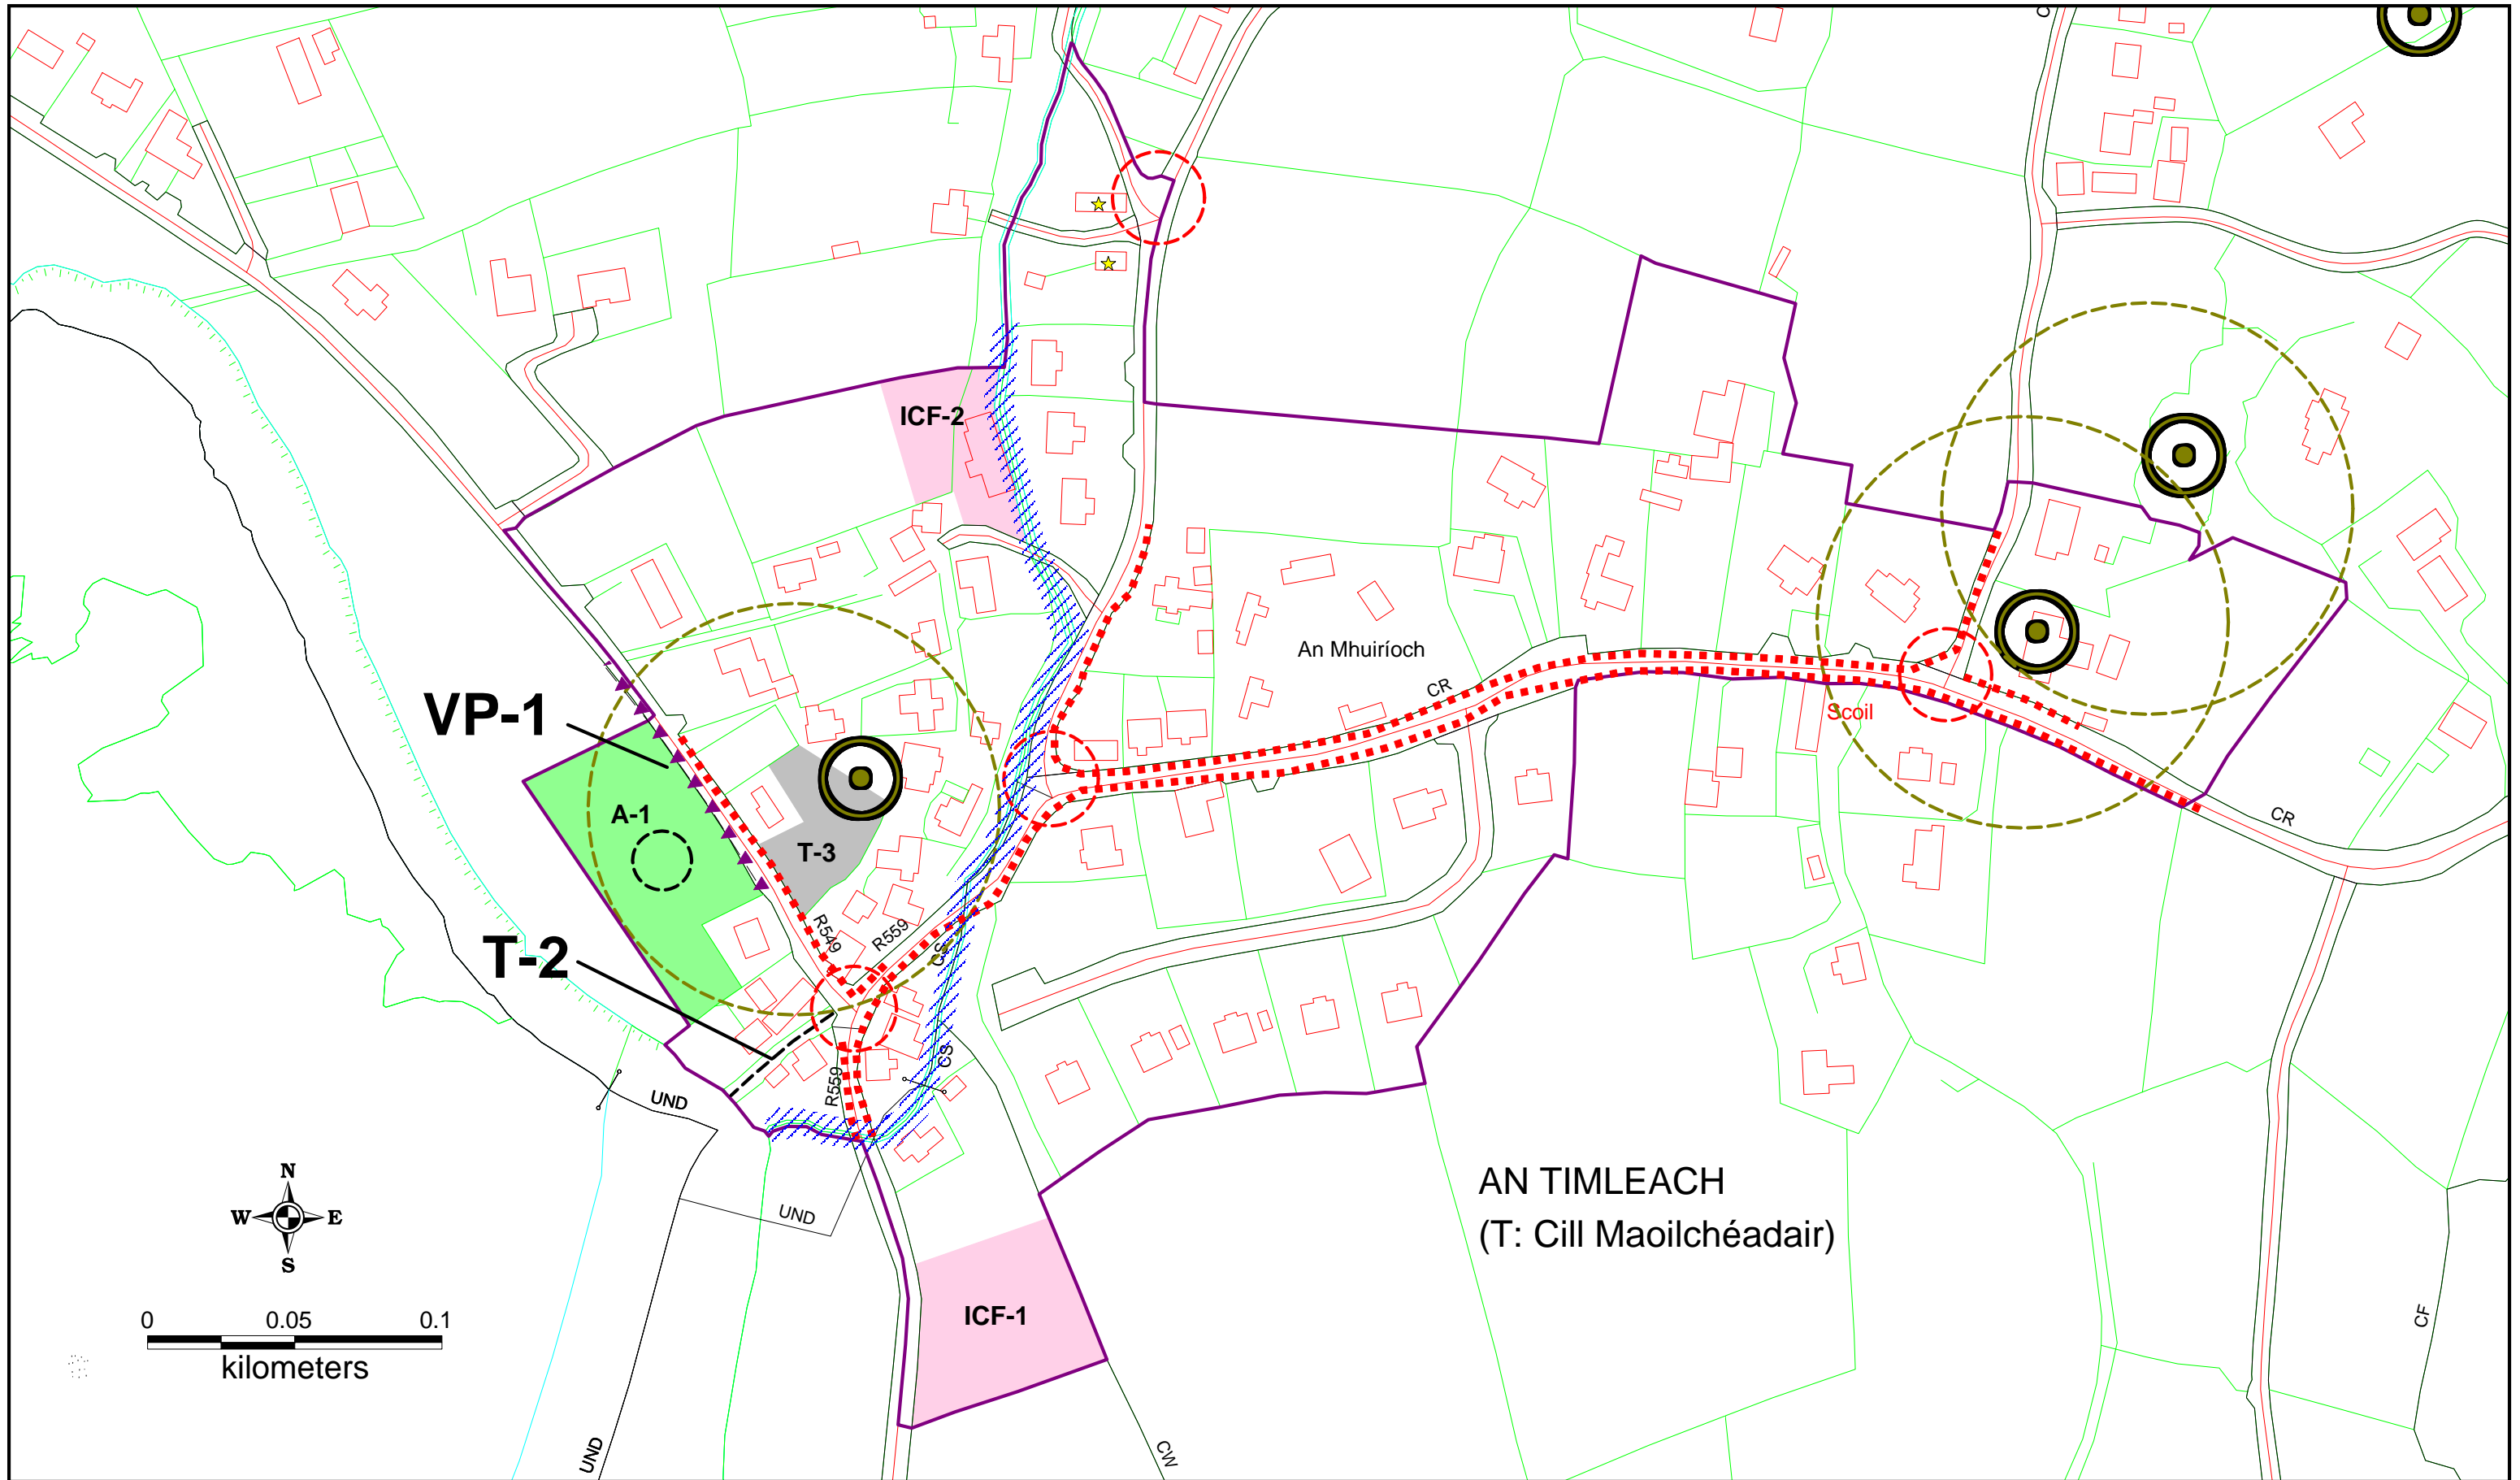 C
ICF-2
An Mhuiríoch
CR
VP-1
Scoil
A-1
CR
T-3
R549
R559
CS
T-2
CS
R559
UND
AN TIMLEACH
(T: Cill Maoilchéadair)
N
W E
S
UND
ICF-1
CF
0 0.05 0.1
kilometers
UND
CW